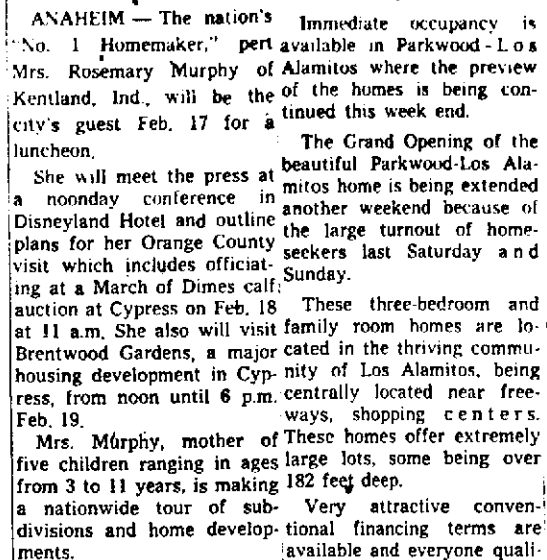 ANAHEIM — The nation's
"No. 1 Homemaker," pert
Mrs. Rosemary Murphy of
Kentland, Ind., will be the
city's guest Feb. 17 for a
luncheon.
She will meet the press at
a noonday conference in
Disneyland Hotel and outline
plans for her Orange County
visit which includes officiat-
ing at a March of Dimes calf
auction at Cypress on Feb. 18
at 11 a.m. She also will visit
Brentwood Gardens, a major
housing development in Cyp-
ress, from noon until 6 p.m.
Feb. 19.
Mrs. Murphy, mother of
five children ranging in ages
from 3 to 11 years, is making
a nationwide tour of sub-
divisions and home develop-
ments.
Immediate occupancy is
available in Parkwood-Los
Alamitos where the preview
of the homes is being con-
tinued this week end.
The Grand Opening of the
beautiful Parkwood-Los Ala-
mitos home is being extended
another weekend because of
the large turnout of home-
seekers last Saturday and
Sunday.
These three-bedroom and
family room homes are lo-
cated in the thriving commu-
nity of Los Alamitos, being
centrally located near free-
ways, shopping centers.
These homes offer extremely
large lots, some being over
182 feet deep.
Very attractive conven-
tional financing terms are
available and everyone quali-